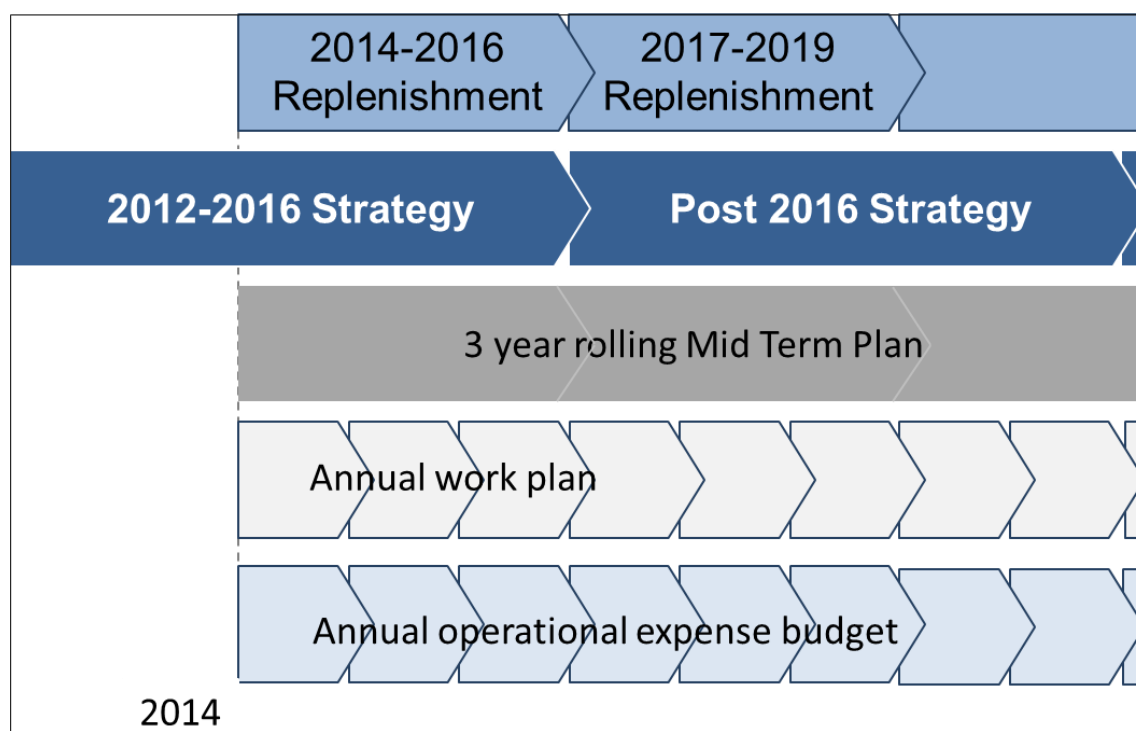 2014-2016
Replenishment
2017-2019
Replenishment
2012-2016 Strategy
Post 2016 Strategy
3 year rolling Mid Term Plan
Annual work plan
Annual operational expense budget
2014